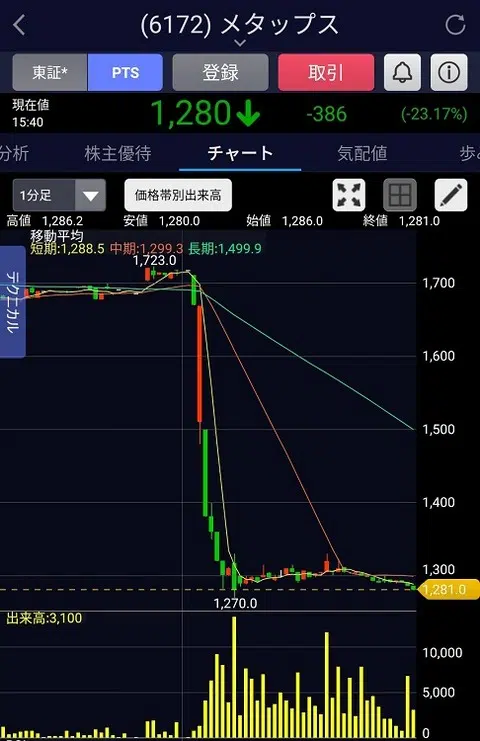 (6172) メタップス
東証*
PTS
登録
取引
現在値
15:40
1,280
-386
(-23.17%)
分析
株主優待
チャート
気配値
歩
1分足
価格帯別出来高
高値 1,286.2 安値 1,280.0 始値 1,286.0 終値 1,281.0
移動平均
短期:1,288.5 中期:1,299.3 長期:1,499.9
テクニカル
1,723.0
1,700
1,600
1,500
1,400
1,300
1,281.0
1,270.0
出来高:3,100
10,000
5,000
0